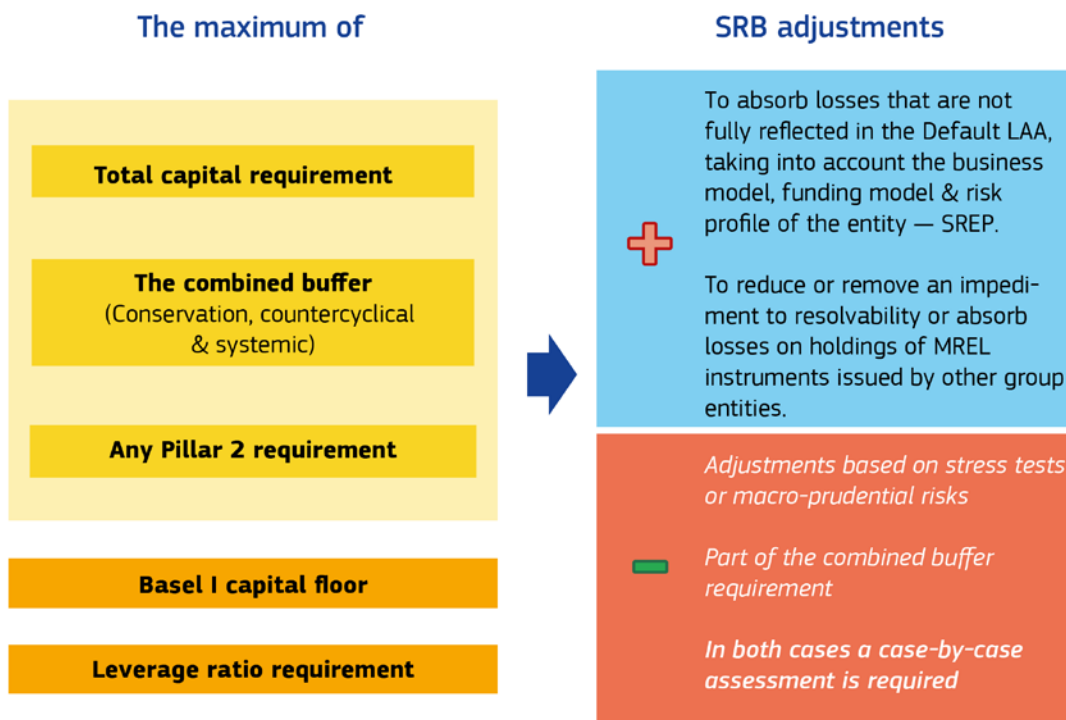 The maximum of
Total capital requirement
The combined buffer
(Conservation, countercyclical
& systemic)
Any Pillar 2 requirement
Basel I capital floor
Leverage ratio requirement
SRB adjustments
To absorb losses that are not
fully reflected in the Default LAA,
taking into account the business
model, funding model & risk
profile of the entity — SREP.
To reduce or remove an impedi-
ment to resolvability or absorb
losses on holdings of MREL
instruments issued by other group
entities.
Adjustments based on stress tests
or macro-prudential risks
Part of the combined buffer
requirement
In both cases a case-by-case
assessment is required